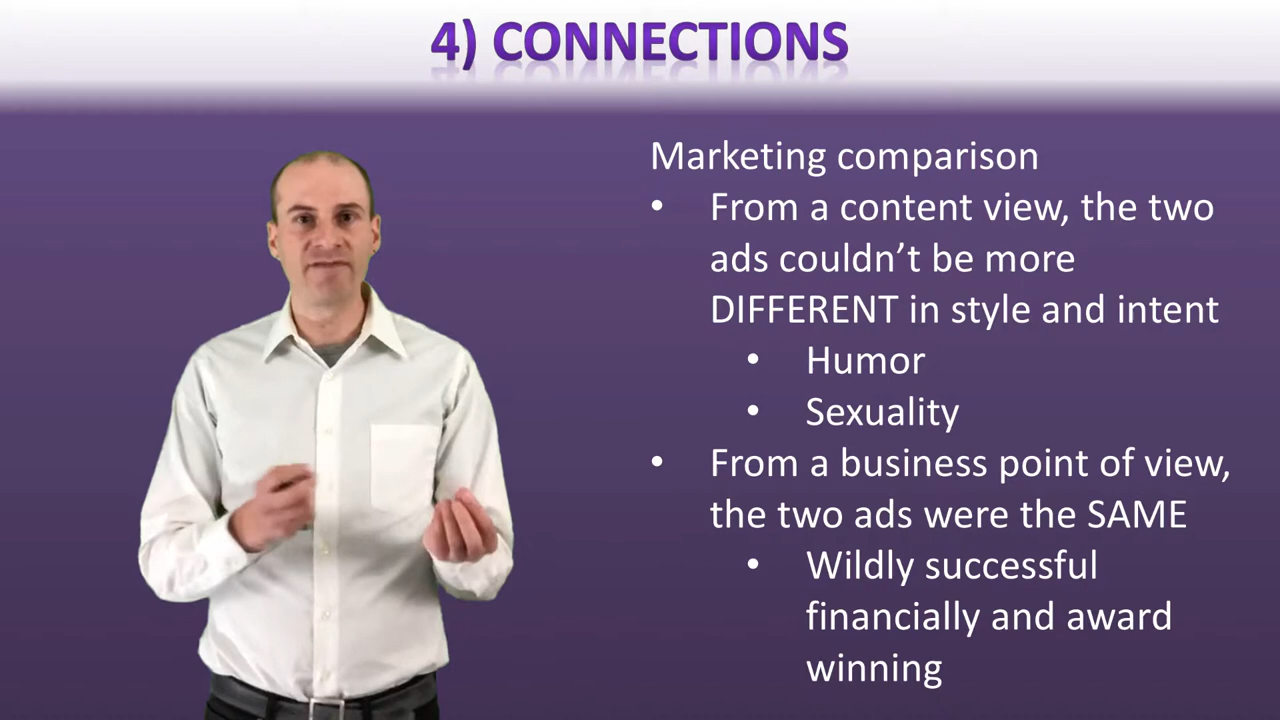 4) CONNECTIONS
Marketing comparison
• From a content view, the two
ads couldn’t be more
DIFFERENT in style and intent
• Humor
• Sexuality
• From a business point of view,
the two ads were the SAME
• Wildly successful
financially and award
winning